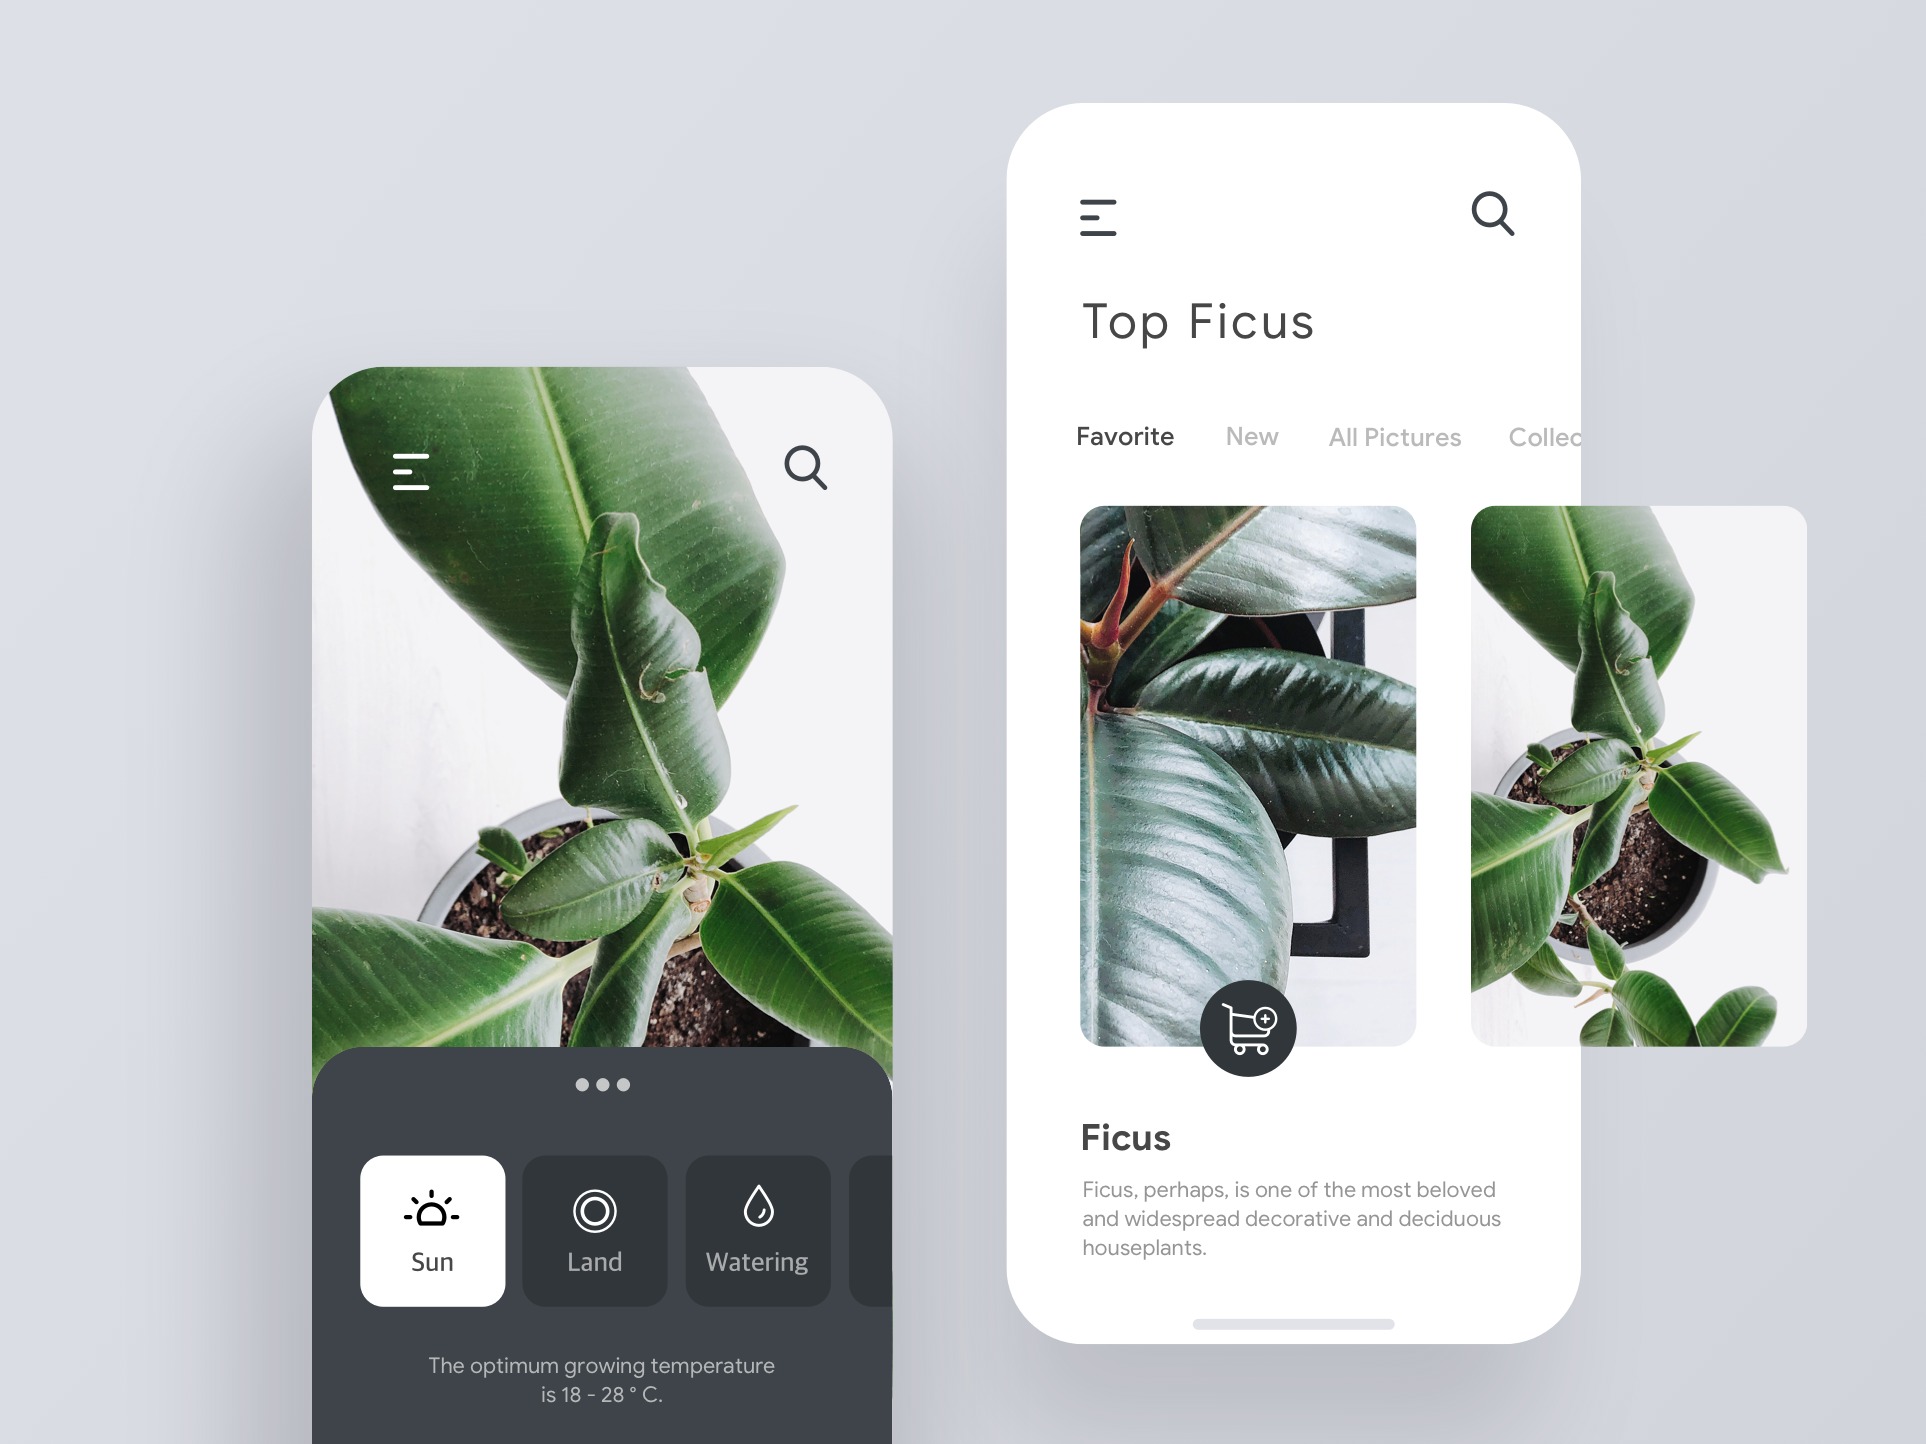 Top Ficus
Favorite New All Pictures Collec
Ficus
Ficus, perhaps, is one of the most beloved
and widespread decorative and deciduous
houseplants.
Sun Land Watering
The optimum growing temperature
is 18 - 28 ° C.